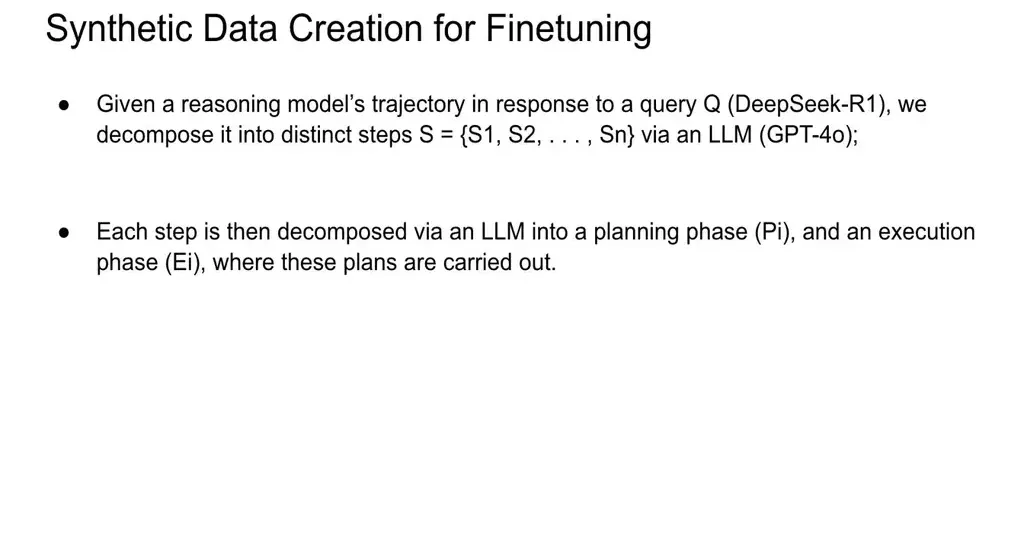 Synthetic Data Creation for Finetuning
● Given a reasoning model’s trajectory in response to a query Q (DeepSeek-R1), we
decompose it into distinct steps S = {S1, S2, . . . , Sn} via an LLM (GPT-4o);
● Each step is then decomposed via an LLM into a planning phase (Pi), and an execution
phase (Ei), where these plans are carried out.